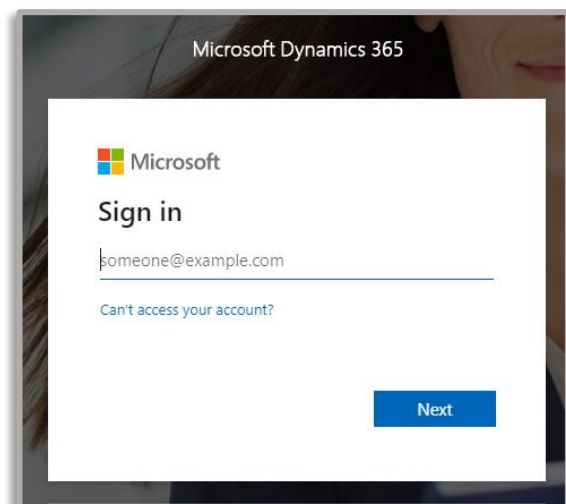 Microsoft Dynamics 365
Microsoft
Sign in
someone@example.com
Can't access your account?
Next